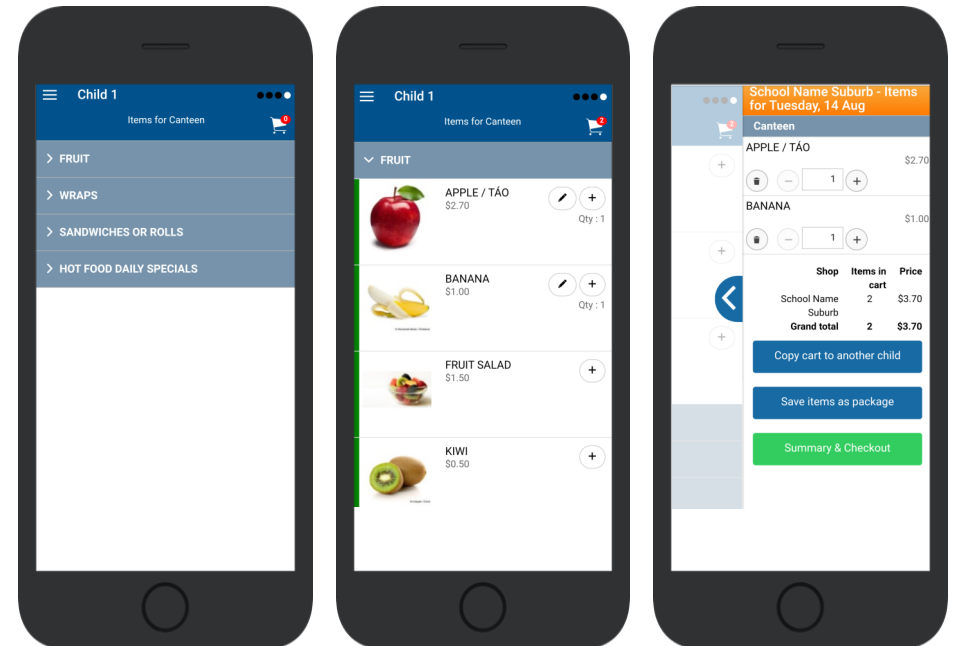 Child 1
Items for Canteen
0
FRUIT
WRAPS
SANDWICHES OR ROLLS
HOT FOOD DAILY SPECIALS
Child 1
Items for Canteen
2
FRUIT
APPLE / TÁO
$2.70
Qty : 1
BANANA
$1.00
Qty : 1
FRUIT SALAD
$1.50
KIWI
$0.50
2
School Name Suburb - Items
for Tuesday, 14 Aug
Canteen
APPLE / TÁO
$2.70
1
BANANA
$1.00
1
Shop Items in Price
cart
School Name 2 $3.70
Suburb
Grand total 2 $3.70
Copy cart to another child
Save items as package
Summary & Checkout